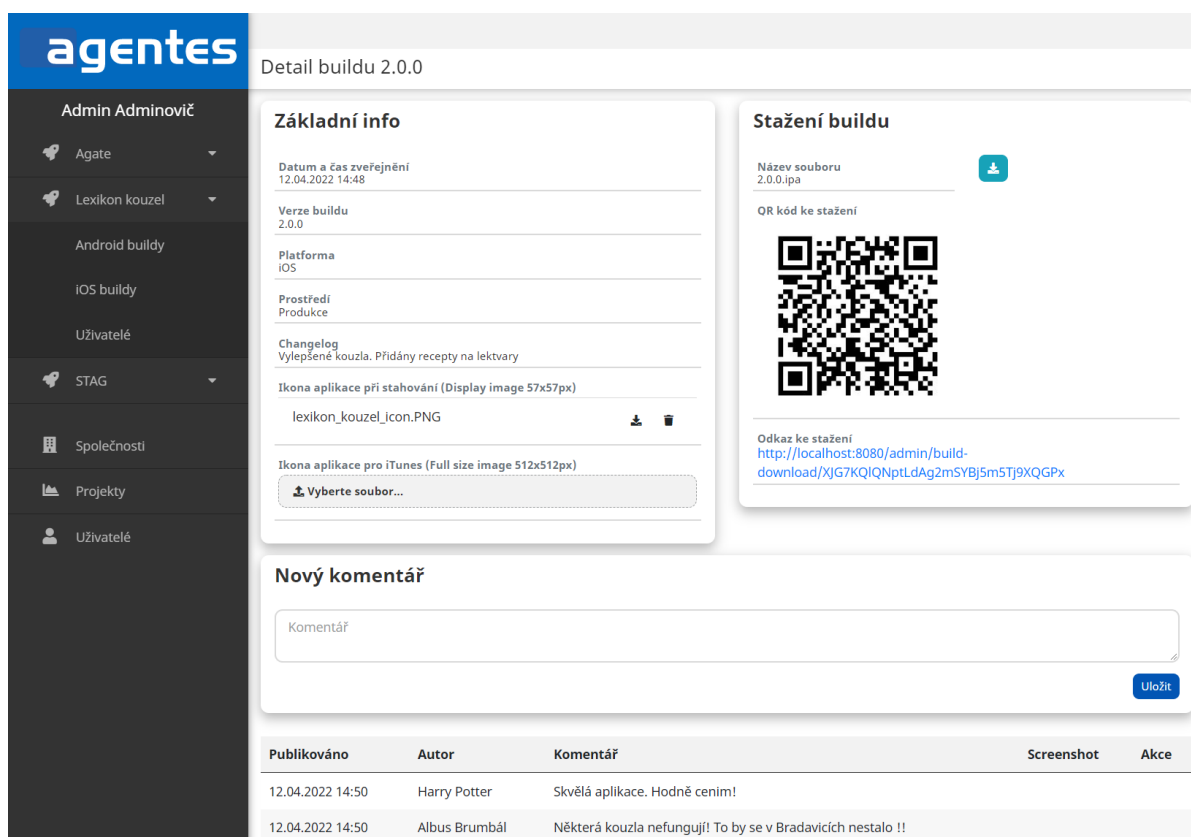 agentes
Admin Adminovič
Agate
Lexikon kouzel
Android buildy
iOS buildy
Uživatelé
STAG
Společnosti
Projekty
Uživatelé
Detail buildu 2.0.0
Základní info
Datum a čas zveřejnění
12.04.2022 14:48
Verze buildu
2.0.0
Platforma
iOS
Prostředí
Produkce
Changelog
Vylepšené kouzla. Přidány recepty na lektvary
Ikona aplikace při stahování (Display image 57x57px)
lexikon_kouzel_icon.PNG
Ikona aplikace pro iTunes (Full size image 512x512px)
Vyberte soubor...
Stažení buildu
Název souboru
2.0.0.ipa
QR kód ke stažení
Odkaz ke stažení
http://localhost:8080/admin/build-
download/XJG7KQlQNptLdAg2mSYBj5m5Tj9XQGPx
Nový komentář
Komentář
Uložit
Publikováno Autor Komentář Screenshot Akce
12.04.2022 14:50 Harry Potter Skvělá aplikace. Hodně cenim!
12.04.2022 14:50 Albus Brumbál Některá kouzla nefungují! To by se v Bradavicích nestalo !!